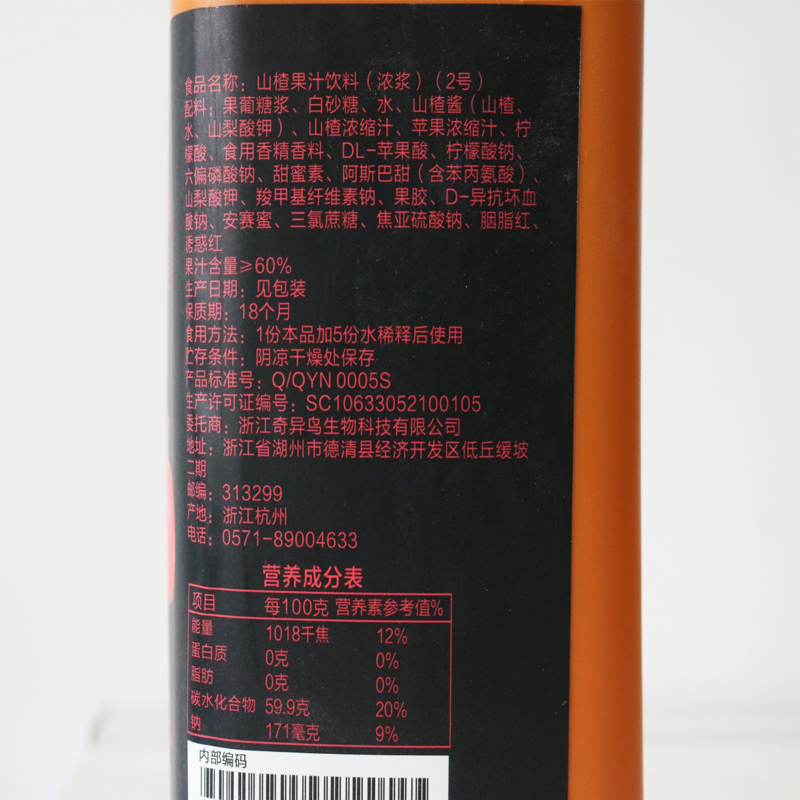 食品名称：山楂果汁饮料（浓浆）（2号）
配料：果葡糖浆、白砂糖、水、山楂酱（山楂、
水、山梨酸钾）、山楂浓缩汁、苹果浓缩汁、柠
檬酸、食用香精香料、DL-苹果酸、柠檬酸钠、
六偏磷酸钠、甜蜜素、阿斯巴甜（含苯丙氨酸）、
山梨酸钾、羧甲基纤维素钠、果胶、D-异抗坏血
酸钠、安赛蜜、三氯蔗糖、焦亚硫酸钠、胭脂红、
诱惑红
果汁含量≥60%
生产日期：见包装
保质期：18个月
食用方法：1份本品加5份水稀释后使用
贮存条件：阴凉干燥处保存
产品标准号：Q/QYN 0005S
生产许可证编号：SC10633052100105
委托商：浙江奇异鸟生物科技有限公司
地址：浙江省湖州市德清县经济开发区低丘缓坡
二期
邮编：313299
产地：浙江杭州
电话：0571-89004633
营养成分表
项目 每100克 营养素参考值%
能量 1018千焦 12%
蛋白质 0克 0%
脂肪 0克 0%
碳水化合物 59.9克 20%
钠 171毫克 9%
内部编码